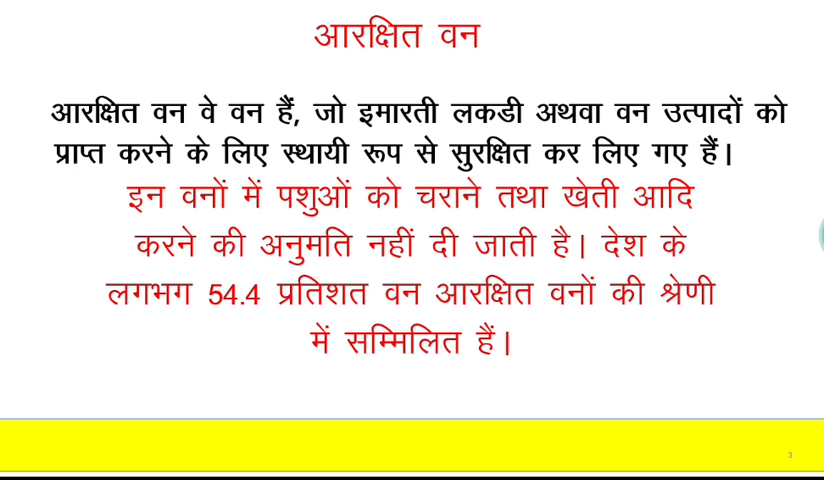 आरक्षित वन
आरक्षित वन वे वन हैं, जो इमारती लकडी अथवा वन उत्पादों को
प्राप्त करने के लिए स्थायी रूप से सुरक्षित कर लिए गए हैं।
इन वनों में पशुओं को चराने तथा खेती आदि
करने की अनुमति नहीं दी जाती है। देश के
लगभग 54.4 प्रतिशत वन आरक्षित वनों की श्रेणी
में सम्मिलित हैं।
3